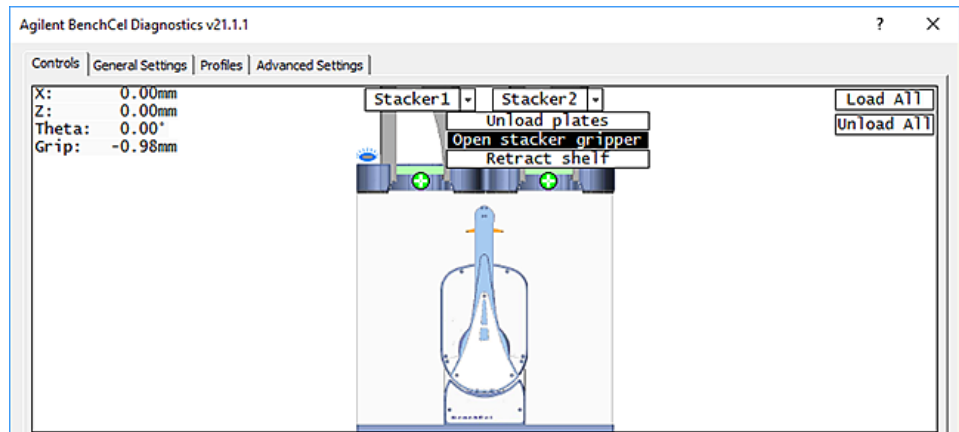 Agilent BenchCel Diagnostics v21.1.1
Controls General Settings Profiles Advanced Settings
X: 0.00mm
Z: 0.00mm
Theta: 0.00°
Grip: -0.98mm
Stacker1 Stacker2
Unload plates
Open stacker gripper
Retract shelf
Load All
Unload All
BenchCel